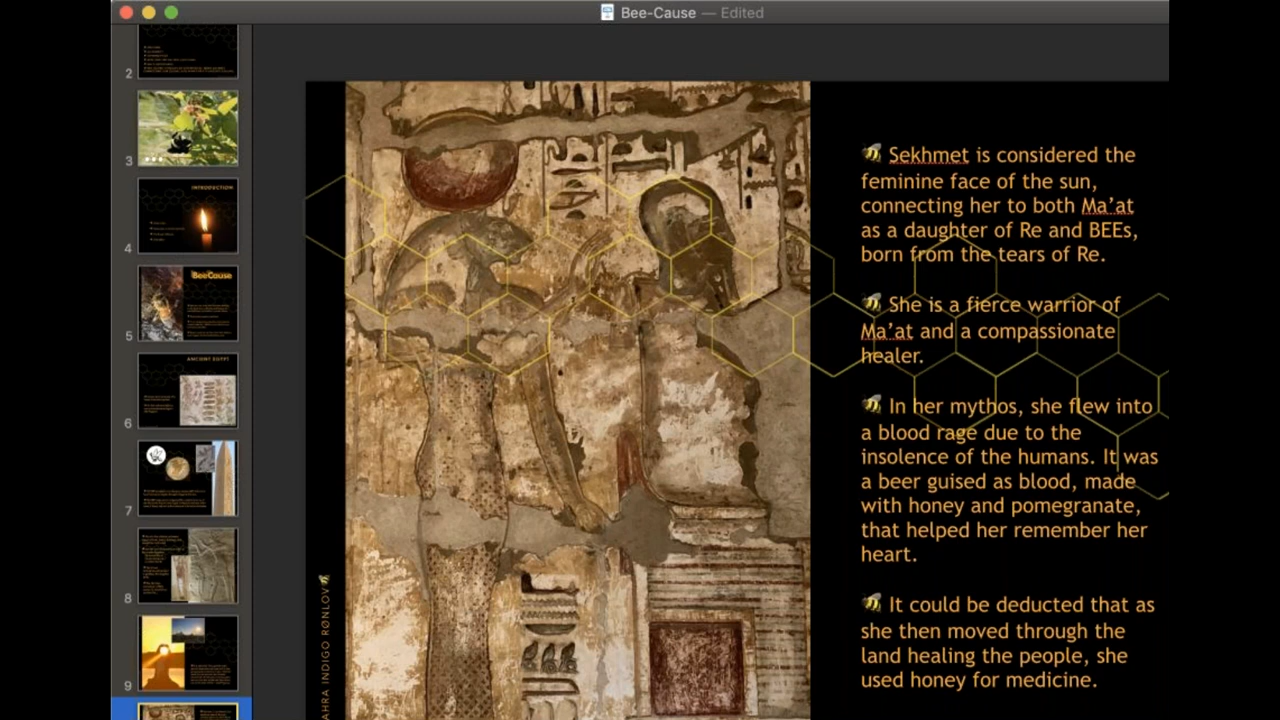 Bee-Cause — Edited
2
3
INTRODUCTION
4
BeeCause
5
ANCIENT EGYPT
6
7
8
9
AHRA INDIGO RØNLOV
Sekhmet is considered the
feminine face of the sun,
connecting her to both Ma’at
as a daughter of Re and BEEs,
born from the tears of Re.
She is a fierce warrior of
Ma’at and a compassionate
healer.
In her mythos, she flew into
a blood rage due to the
insolence of the humans. It was
a beer guised as blood, made
with honey and pomegranate,
that helped her remember her
heart.
It could be deducted that as
she then moved through the
land healing the people, she
used honey for medicine.